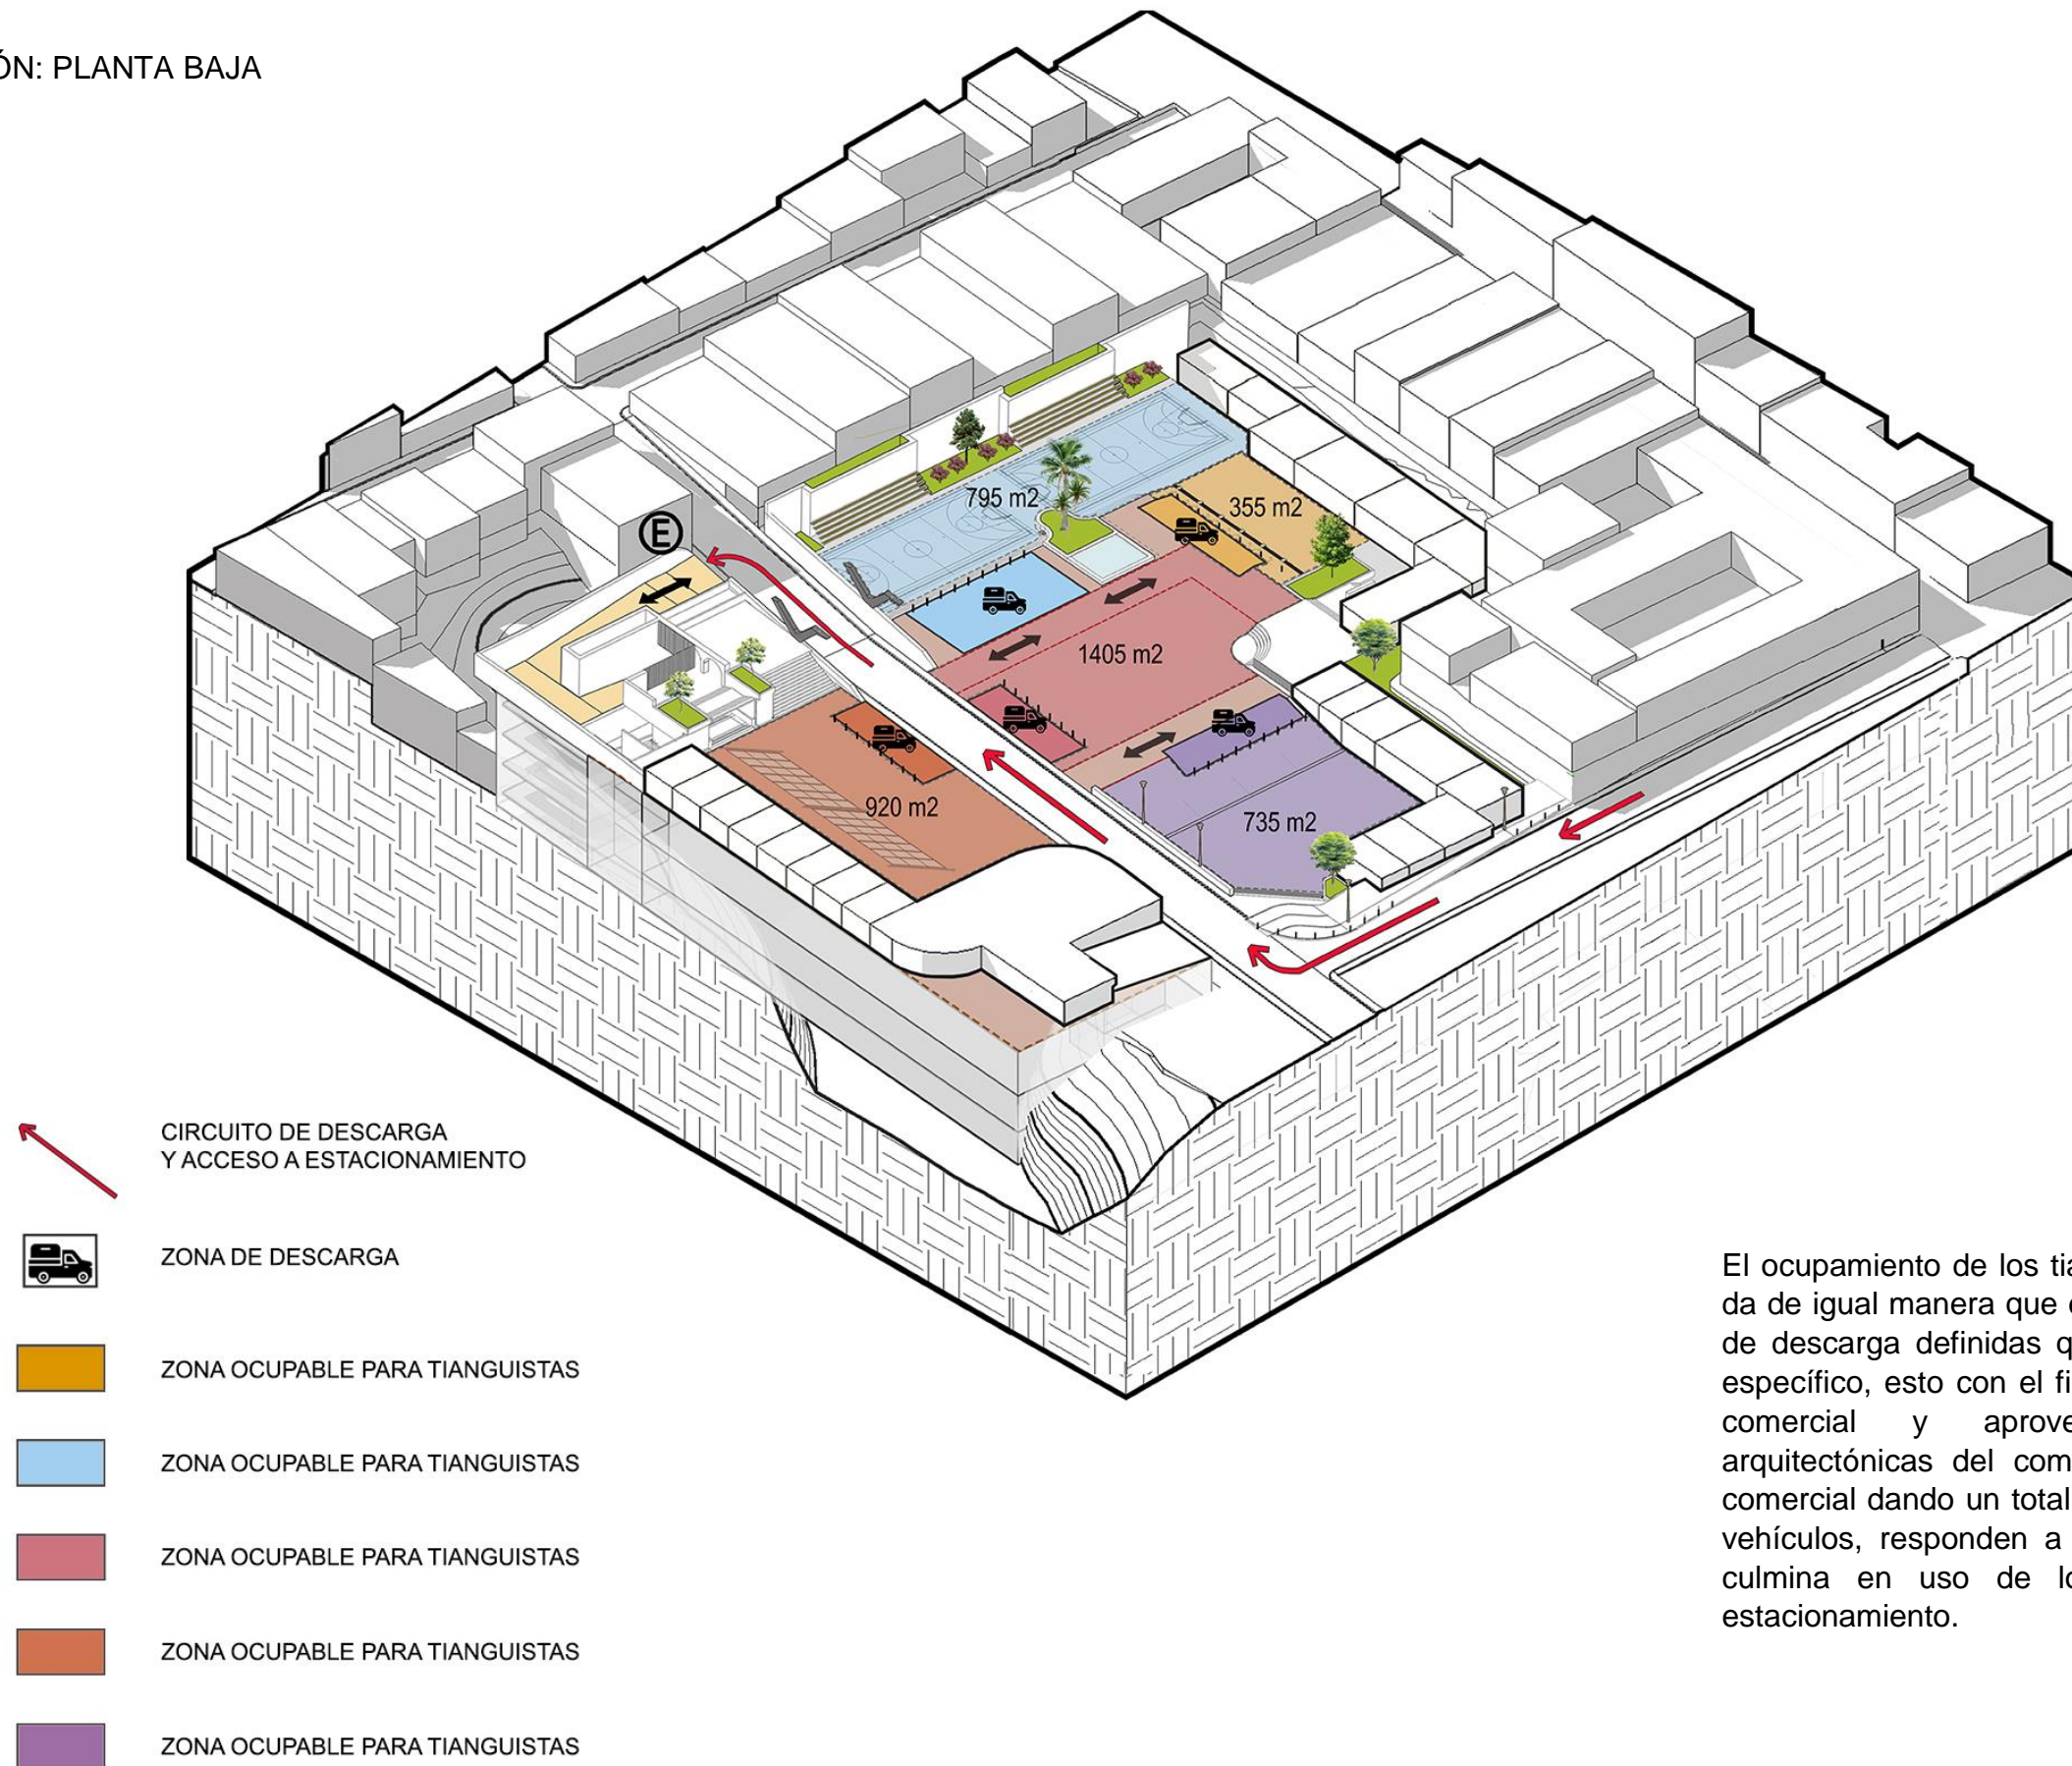 ÓN: PLANTA BAJA
795 m2
355 m2
E
1405 m2
920 m2
735 m2
CIRCUITO DE DESCARGA
Y ACCESO A ESTACIONAMIENTO
ZONA DE DESCARGA
ZONA OCUPABLE PARA TIANGUISTAS
ZONA OCUPABLE PARA TIANGUISTAS
ZONA OCUPABLE PARA TIANGUISTAS
ZONA OCUPABLE PARA TIANGUISTAS
ZONA OCUPABLE PARA TIANGUISTAS
El ocupamiento de los tia
da de igual manera que
de descarga definidas q
específico, esto con el fi
comercial y aprove
arquitectónicas del com
comercial dando un total
vehículos, responden a
culmina en uso de lo
estacionamiento.